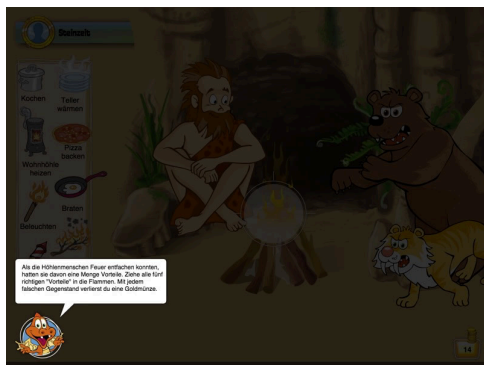 Steinzeit
Kochen
Teller
wärmen
Pizza
backen
Wohnhöhle
heizen
Braten
Beleuchten
Als die Höhlenmenschen Feuer entfachen konnten,
hatten sie davon eine Menge Vorteile. Ziehe alle fünf
richtigen "Vorteile" in die Flammen. Mit jedem
falschen Gegenstand verlierst du eine Goldmünze.
14